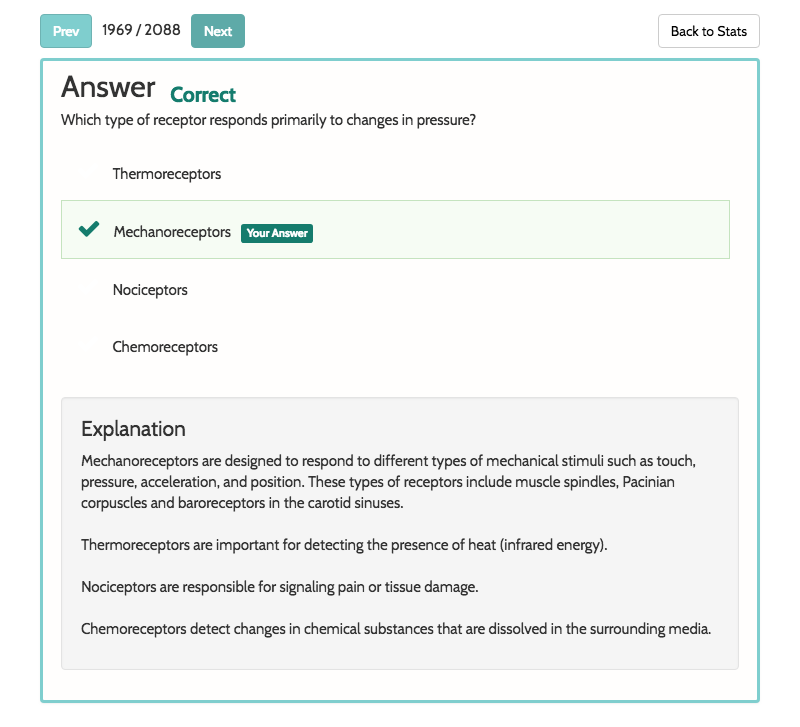 Prev 1969 / 2088 Next Back to Stats
Answer Correct
Which type of receptor responds primarily to changes in pressure?
Thermoreceptors
Mechanoreceptors Your Answer
Nociceptors
Chemoreceptors
Explanation
Mechanoreceptors are designed to respond to different types of mechanical stimuli such as touch,
pressure, acceleration, and position. These types of receptors include muscle spindles, Pacinian
corpuscles and baroreceptors in the carotid sinuses.
Thermoreceptors are important for detecting the presence of heat (infrared energy).
Nociceptors are responsible for signaling pain or tissue damage.
Chemoreceptors detect changes in chemical substances that are dissolved in the surrounding media.